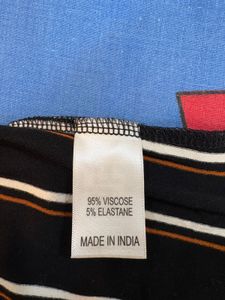 95% VISCOSE
5% ELASTANE
MADE IN INDIA